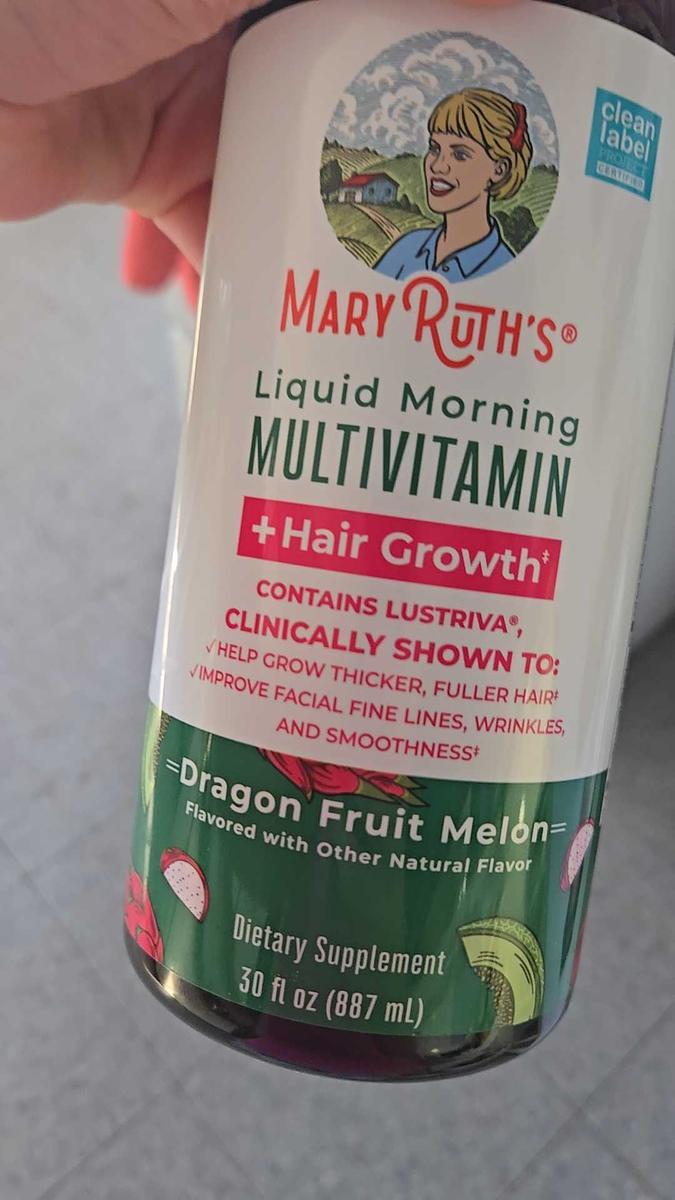 clean
label
PROJECT
CERTIFIED
MARY RUTH'S®
Liquid Morning
MULTIVITAMIN
+Hair Growth‡
CONTAINS LUSTRIVA®,
CLINICALLY SHOWN TO:
✓HELP GROW THICKER, FULLER HAIR‡
✓IMPROVE FACIAL FINE LINES, WRINKLES,
AND SMOOTHNESS‡
=Dragon Fruit Melon=
Flavored with Other Natural Flavor
Dietary Supplement
30 fl oz (887 mL)